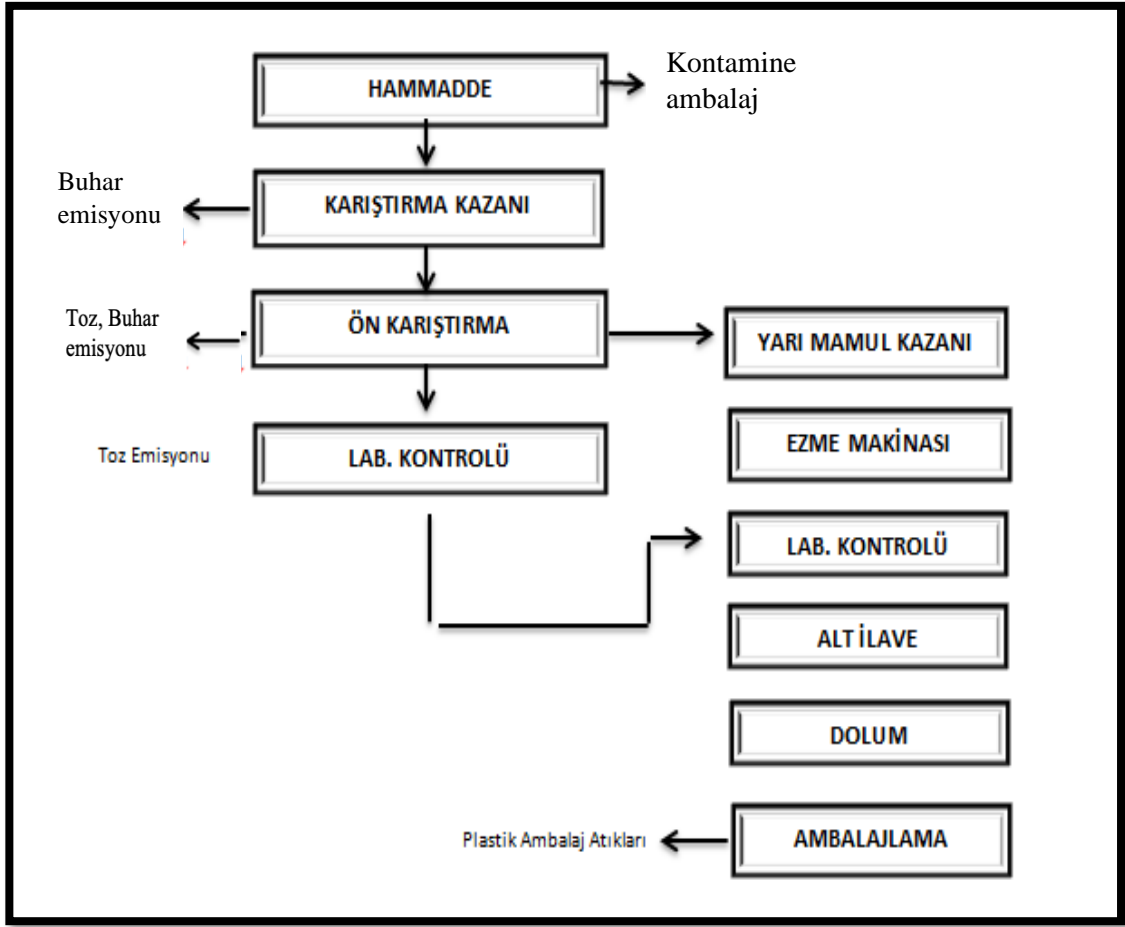 HAMMADDE
Kontamine
ambalaj
Buhar
emisyonu
KARIŞTIRMA KAZANI
Toz, Buhar
emisyonu
ÖN KARIŞTIRMA
YARI MAMUL KAZANI
EZME MAKİNASI
Toz Emisyonu
LAB. KONTROLÜ
LAB. KONTROLÜ
ALT İLAVE
DOLUM
Plastik Ambalaj Atıkları
AMBALAJLAMA